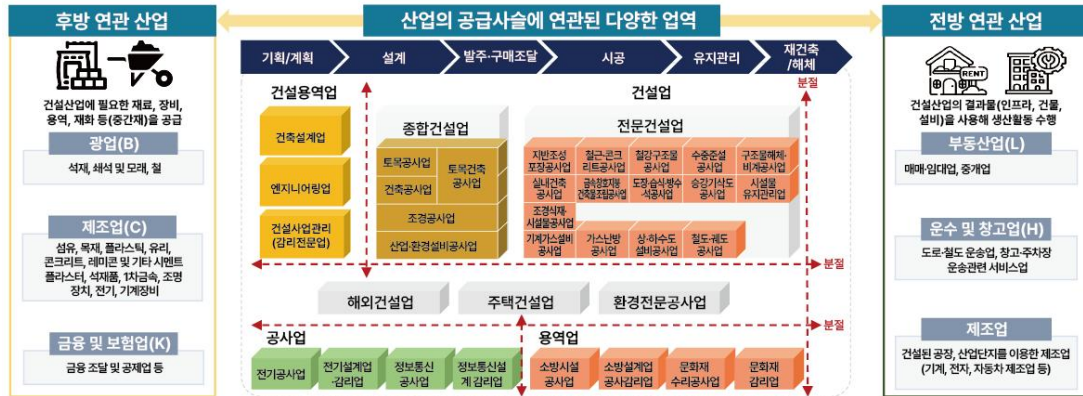 후방 연관 산업
건설산업에 필요한 재료, 장비,
용역, 재화 등(중간재)을 공급
광업(B)
석재, 쇄석 및 모래, 철
제조업(C)
섬유, 목재, 플라스틱, 유리,
콘크리트, 레미콘 및 기타 시멘트
플라스터, 석재품, 1차금속, 조명
장치, 전기, 기계장비
금융 및 보험업(K)
금융 조달 및 공제업 등
산업의 공급사슬에 연관된 다양한 업역
기획/계획
설계
발주·구매조달
시공
유지관리
재건축
/해체
분절
건설용역업
건축설계업
엔지니어링업
건설사업관리
(감리전문업)
건설업
종합건설업
토목공사업
건축공사업
토목건축
공사업
조경공사업
산업·환경설비공사업
전문건설업
지반조성
포장공사업
철근·콘크
리트공사업
철강구조물
공사업
수중준설
공사업
구조물해체·
비계공사업
실내건축
공사업
금속창호지붕
건축물조립공사업
도장·습식·방수
·석공사업
승강기삭도
공사업
시설물
유지관리업
조경식재·
시설물공사업
기계가스설비
공사업
가스난방
공사업
상·하수도
설비공사업
철도·궤도
공사업
분절
해외건설업
주택건설업
환경전문공사업
분절
공사업
전기공사업
전기설계업
·감리업
정보통신
공사업
정보통신설
계 감리업
용역업
소방시설
공사업
소방설계업
공사감리업
문화재
수리공사업
문화재
감리업
전방 연관 산업
RENT
건설산업의 결과물(인프라, 건물,
설비)을 사용해 생산활동 수행
부동산업(L)
매매·임대업, 중개업
운수 및 창고업(H)
도로·철도 운송업, 창고·주차장
운송관련 서비스업
제조업
건설된 공장, 산업단지를 이용한 제조업
(기계, 전자, 자동차 제조업 등)